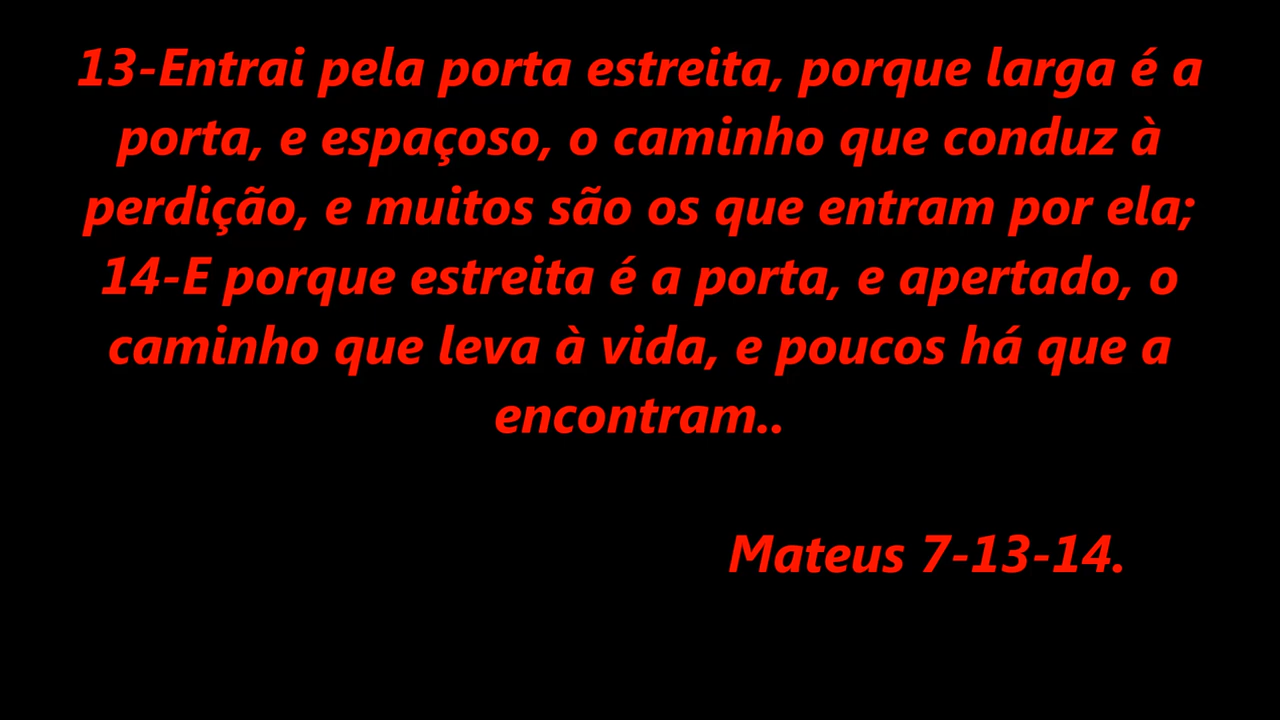 13-Entrai pela porta estreita, porque larga é a
porta, e espaçoso, o caminho que conduz à
perdição, e muitos são os que entram por ela;
14-E porque estreita é a porta, e apertado, o
caminho que leva à vida, e poucos há que a
encontram..
Mateus 7-13-14.